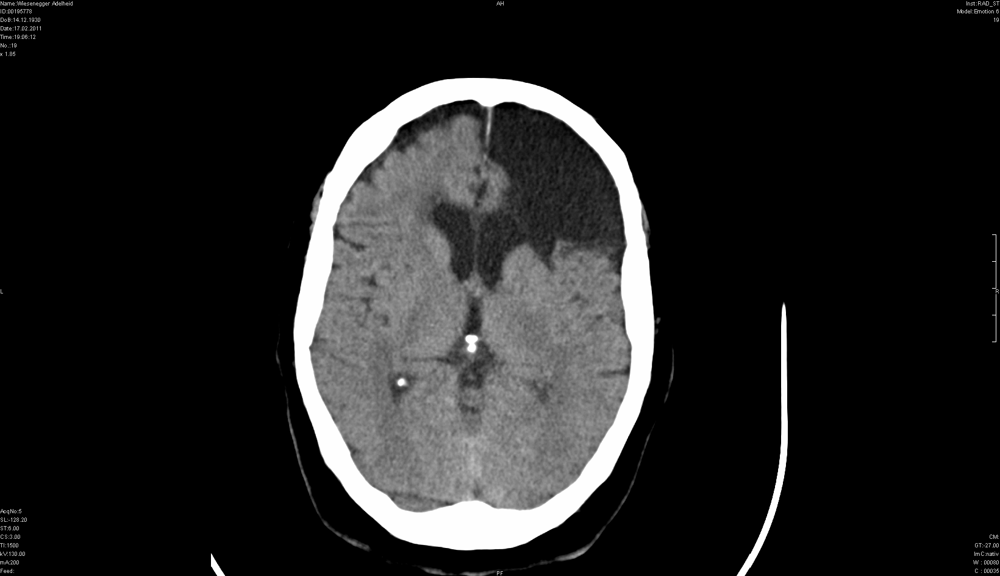 Name:Wiesenegger Adelheid
ID:00195778
DoB:14.12.1930
Date:17.02.2011
Time:19:06:12
No.:19
x 1.85
AH
Inst:RAD_ST
Model:Emotion 6
19
L
R
AcqNo:5
SL:-128.20
ST:6.00
CS:3.00
TI:1500
kV:130.00
mA:200
Feed:
PF
CM:
GT:-27.00
ImC:nativ
W : 00080
C : 00035